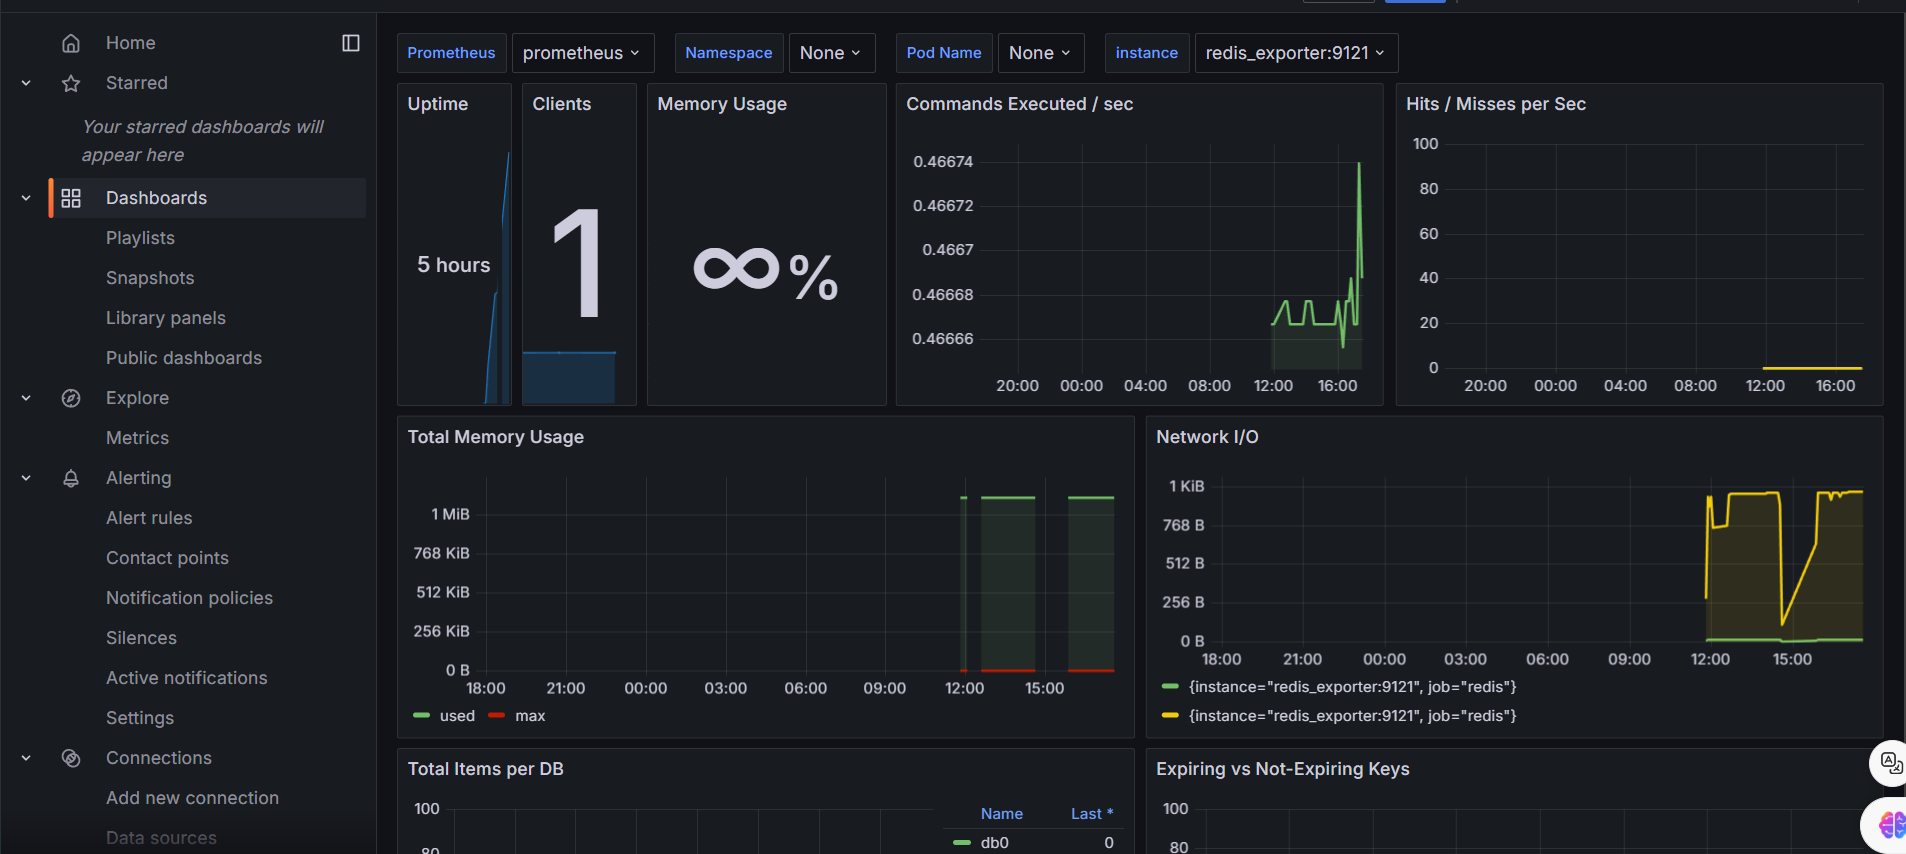 Home
Starred
Your starred dashboards will
appear here
Dashboards
Playlists
Snapshots
Library panels
Public dashboards
Explore
Metrics
Alerting
Alert rules
Contact points
Notification policies
Silences
Active notifications
Settings
Connections
Add new connection
Data sources
Prometheus prometheus Namespace None Pod Name None instance redis_exporter:9121
Uptime
5 hours
Clients
1
Memory Usage
∞%
Commands Executed / sec
0.46674
0.46672
0.4667
0.46668
0.46666
20:00 00:00 04:00 08:00 12:00 16:00
Hits / Misses per Sec
100
80
60
40
20
0
20:00 00:00 04:00 08:00 12:00 16:00
Total Memory Usage
1 MiB
768 KiB
512 KiB
256 KiB
0 B
18:00 21:00 00:00 03:00 06:00 09:00 12:00 15:00
used max
Network I/O
1 KiB
768 B
512 B
256 B
0 B
18:00 21:00 00:00 03:00 06:00 09:00 12:00 15:00
{instance="redis_exporter:9121", job="redis"}
{instance="redis_exporter:9121", job="redis"}
Total Items per DB
100
80
Name Last *
db0 0
Expiring vs Not-Expiring Keys
100
80